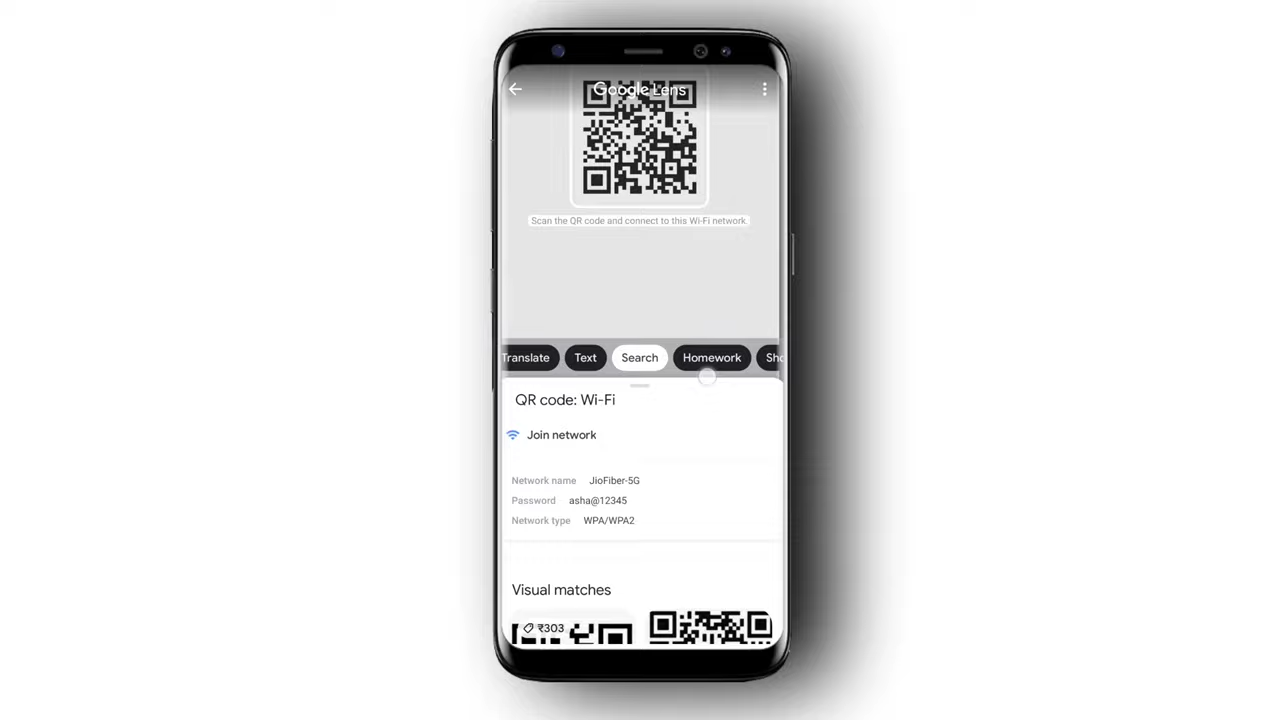 Google Lens
Scan the QR code and connect to this Wi-Fi network.
Translate Text Search Homework Sho
QR code: Wi-Fi
Join network
Network name JioFiber-5G
Password asha@12345
Network type WPA/WPA2
Visual matches
₹303